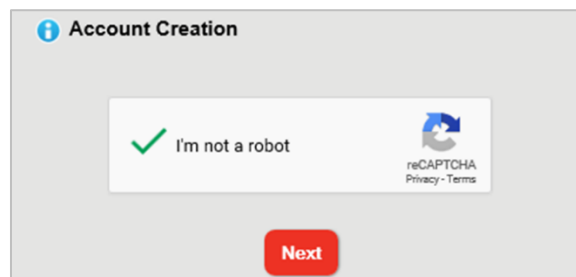 Account Creation
I'm not a robot
reCAPTCHA
Privacy - Terms
Next